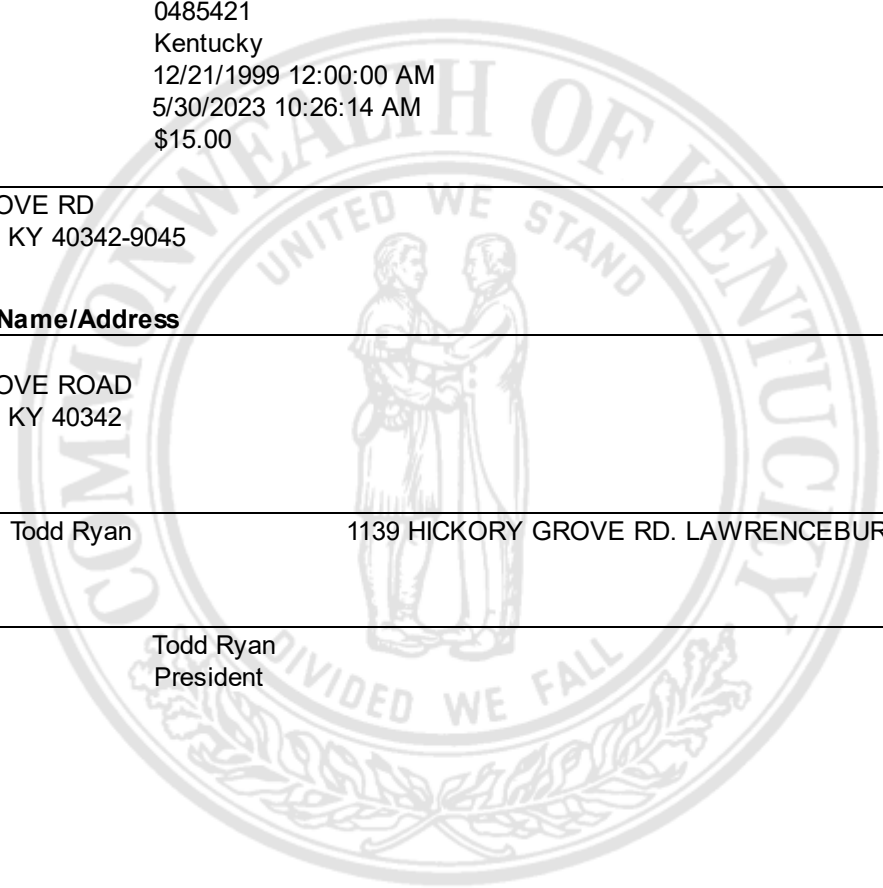 0485421
Kentucky
12/21/1999 12:00:00 AM
5/30/2023 10:26:14 AM
$15.00
OVE RD
KY 40342-9045
Name/Address
OVE ROAD
KY 40342
Todd Ryan 1139 HICKORY GROVE RD. LAWRENCEBUR
Todd Ryan
President
COMMONWEALTH OF KENTUCKY
UNITED WE STAND
DIVIDED WE FALL